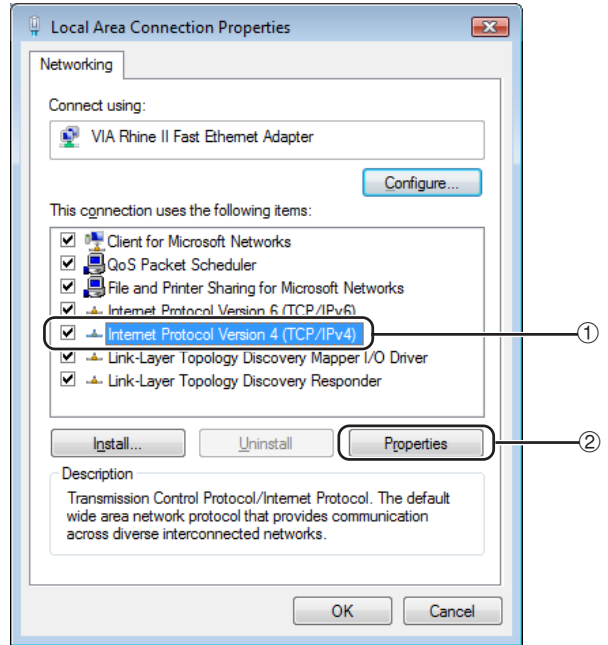 Local Area Connection Properties
Networking
Connect using:
VIA Rhine II Fast Ethernet Adapter
Configure...
This connection uses the following items:
Client for Microsoft Networks
QoS Packet Scheduler
File and Printer Sharing for Microsoft Networks
Internet Protocol Version 6 (TCP/IPv6)
Internet Protocol Version 4 (TCP/IPv4)
①
Link-Layer Topology Discovery Mapper I/O Driver
Link-Layer Topology Discovery Responder
Install...
Uninstall
Properties
②
Description
Transmission Control Protocol/Internet Protocol. The default
wide area network protocol that provides communication
across diverse interconnected networks.
OK
Cancel